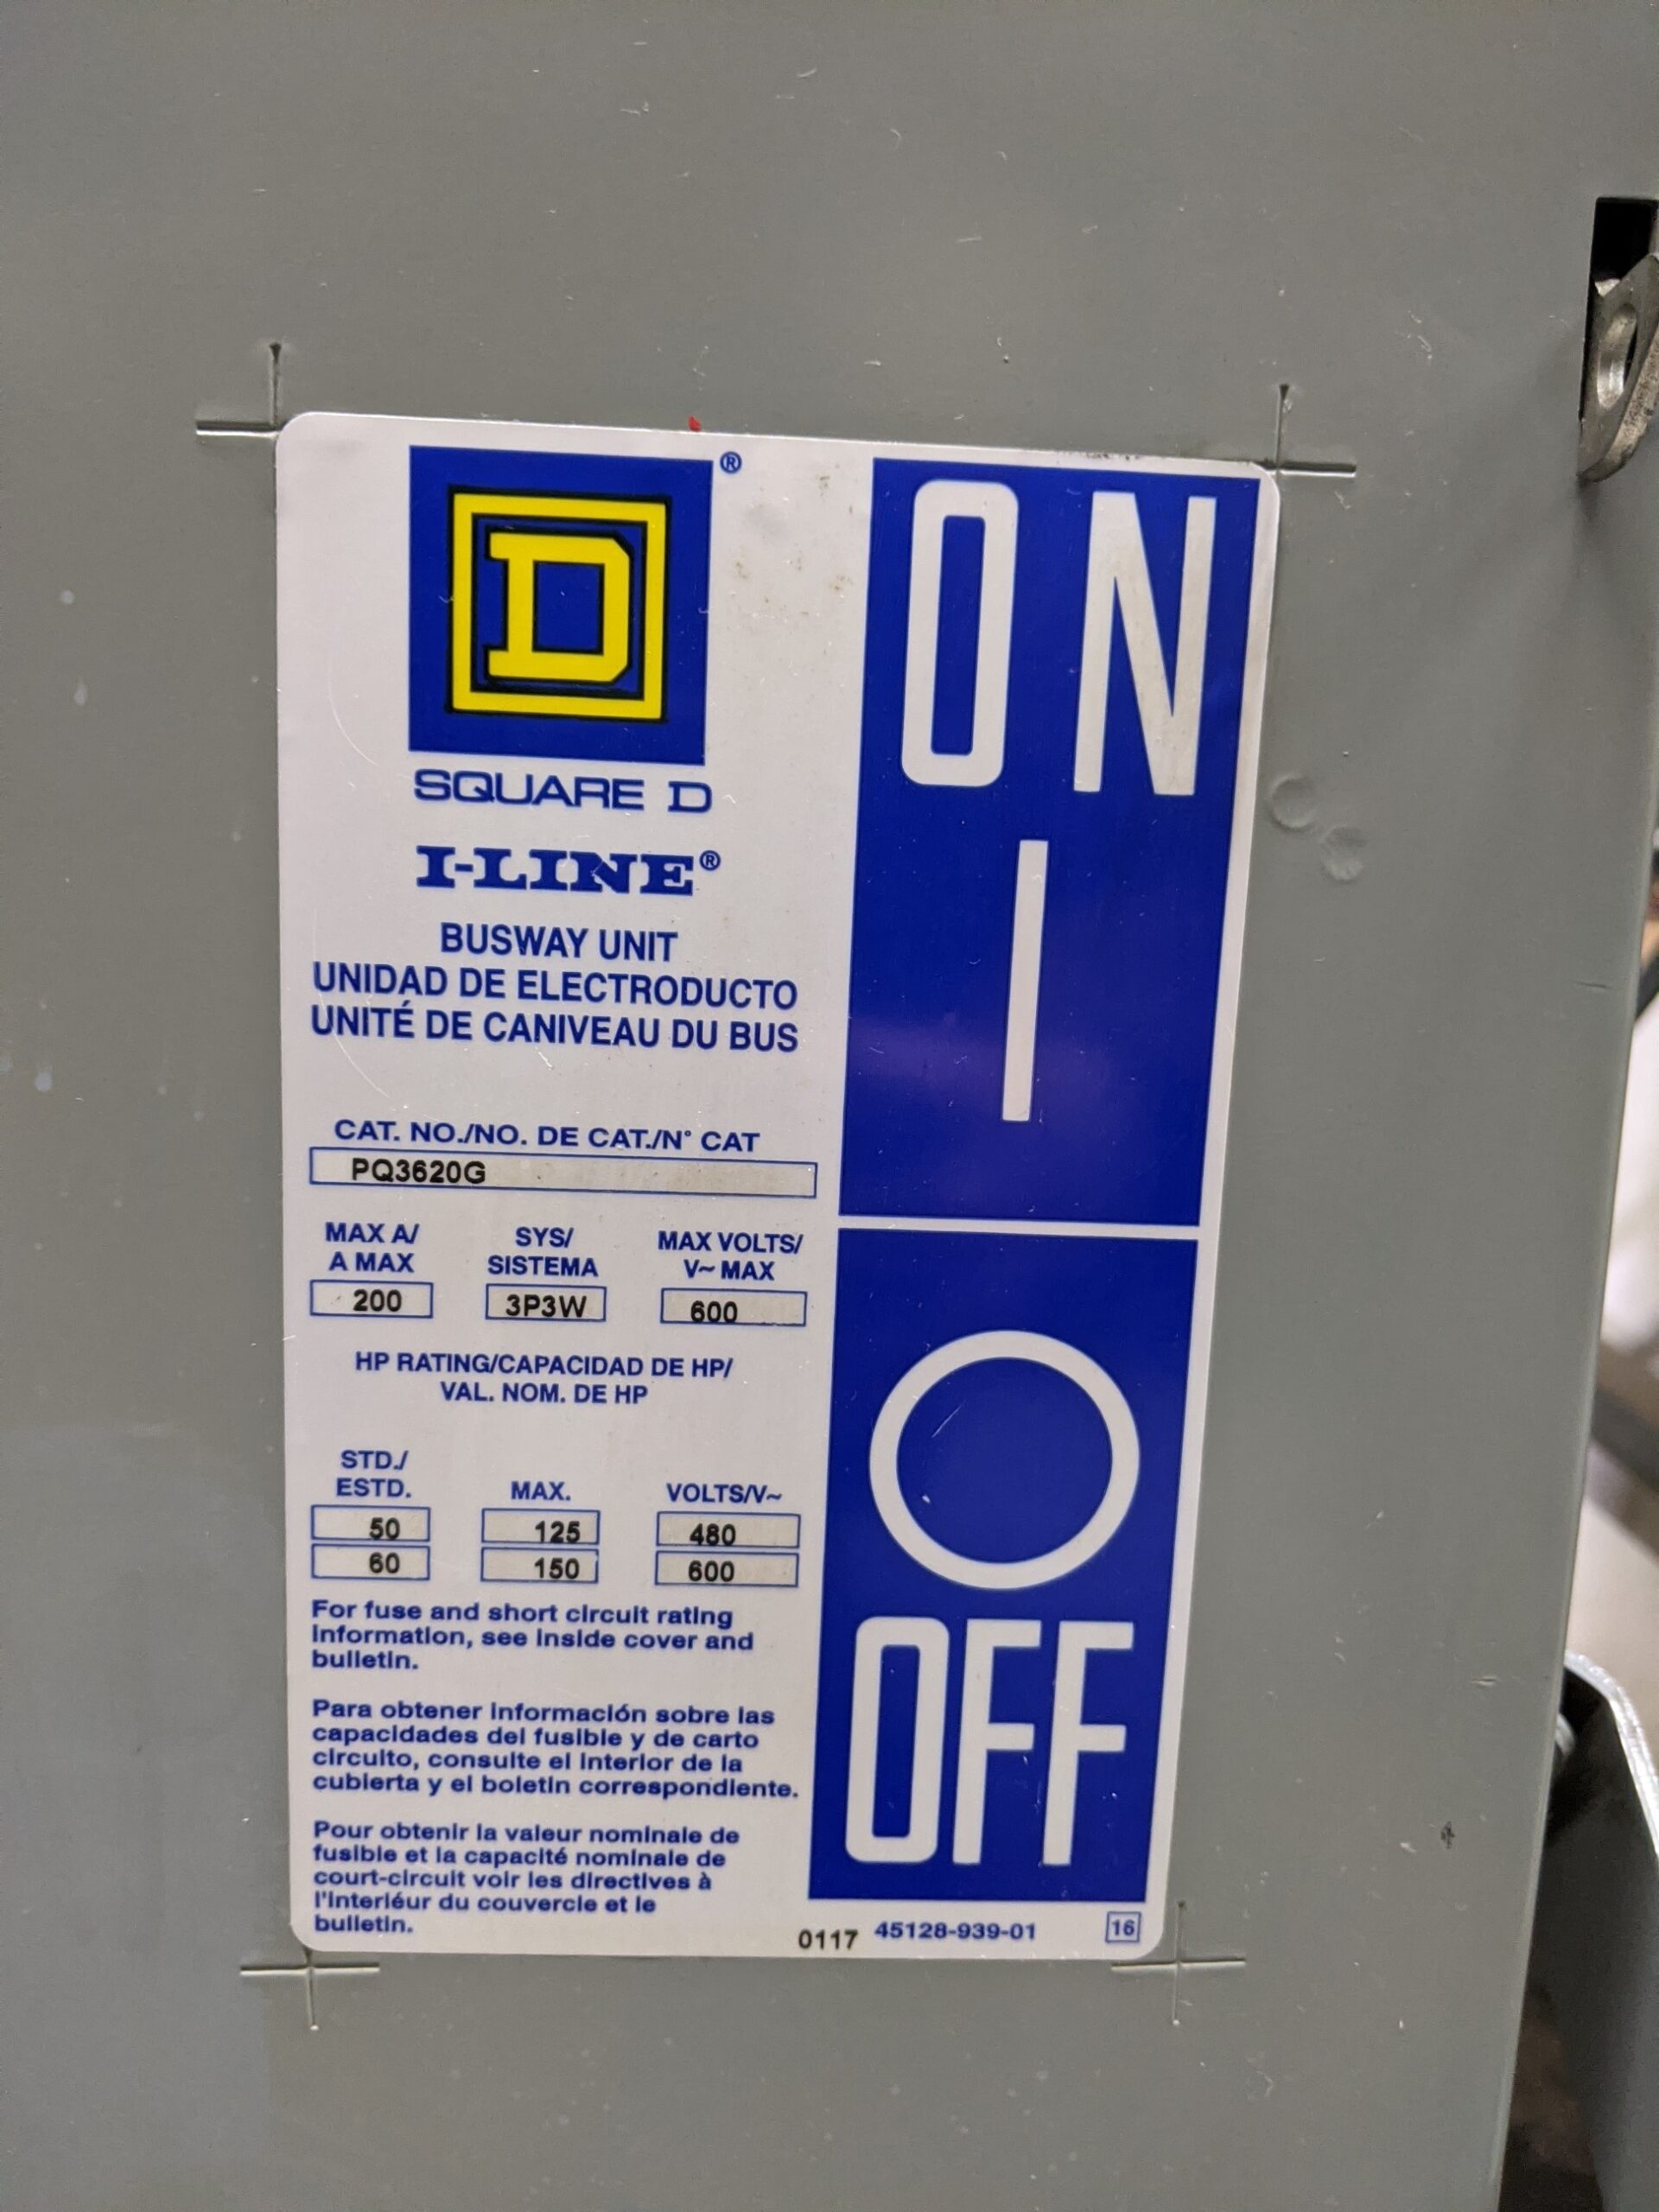 D ®
SQUARE D
I-LINE®
BUSWAY UNIT
UNIDAD DE ELECTRODUCTO
UNITÉ DE CANIVEAU DU BUS
CAT. NO./NO. DE CAT./N° CAT
PQ3620G
MAX A/ SYS/ MAX VOLTS/
A MAX SISTEMA V~ MAX
200 3P3W 600
HP RATING/CAPACIDAD DE HP/
VAL. NOM. DE HP
STD./
ESTD. MAX. VOLTS/V~
50 125 480
60 150 600
For fuse and short circuit rating
information, see inside cover and
bulletin.
Para obtener información sobre las
capacidades del fusible y de carto
circuito, consulte el interior de la
cubierta y el boletin correspondiente.
Pour obtenir la valeur nominale de
fusible et la capacité nominale de
court-circuit voir les directives à
l'interiéur du couvercle et le
bulletin.
0117 45128-939-01 16
ON
I
O
OFF